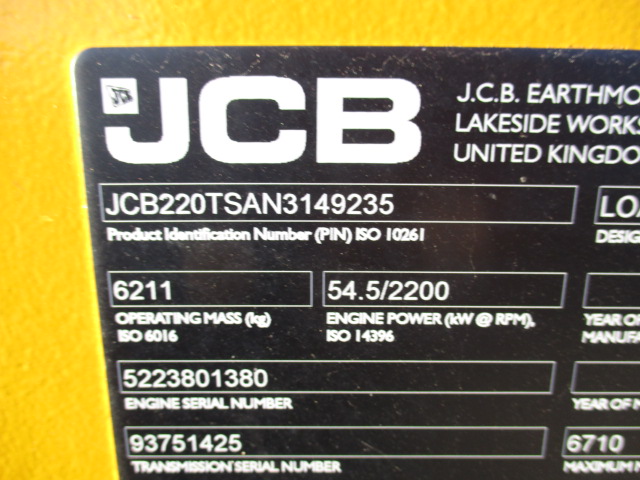 JCB
JCB
J.C.B. EARTHMO
LAKESIDE WORKS
UNITED KINGDO
JCB220TSAN3149235
LOA
Product Identification Number (PIN) ISO 10261
DESIG
6211
54.5/2200
OPERATING MASS (kg)
ISO 6016
ENGINE POWER (kW @ RPM),
ISO 14396
YEAR OF
MANUFA
5223801380
ENGINE SERIAL NUMBER
YEAR OF M
93751425
6710
TRANSMISSION SERIAL NUMBER
MAXIMUM M